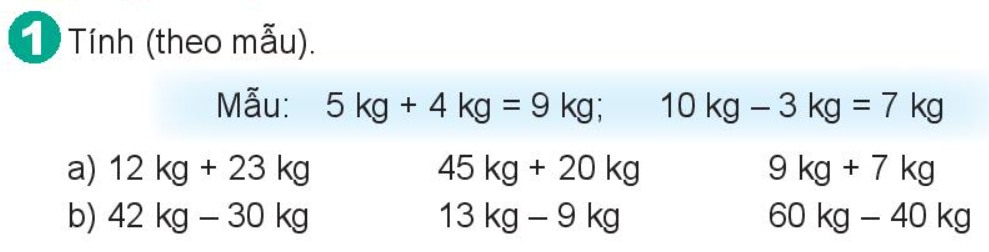 1 Tính (theo mẫu).
Mẫu: 5 kg + 4 kg = 9 kg; 10 kg – 3 kg = 7 kg
a) 12 kg + 23 kg 45 kg + 20 kg 9 kg + 7 kg
b) 42 kg – 30 kg 13 kg – 9 kg 60 kg – 40 kg